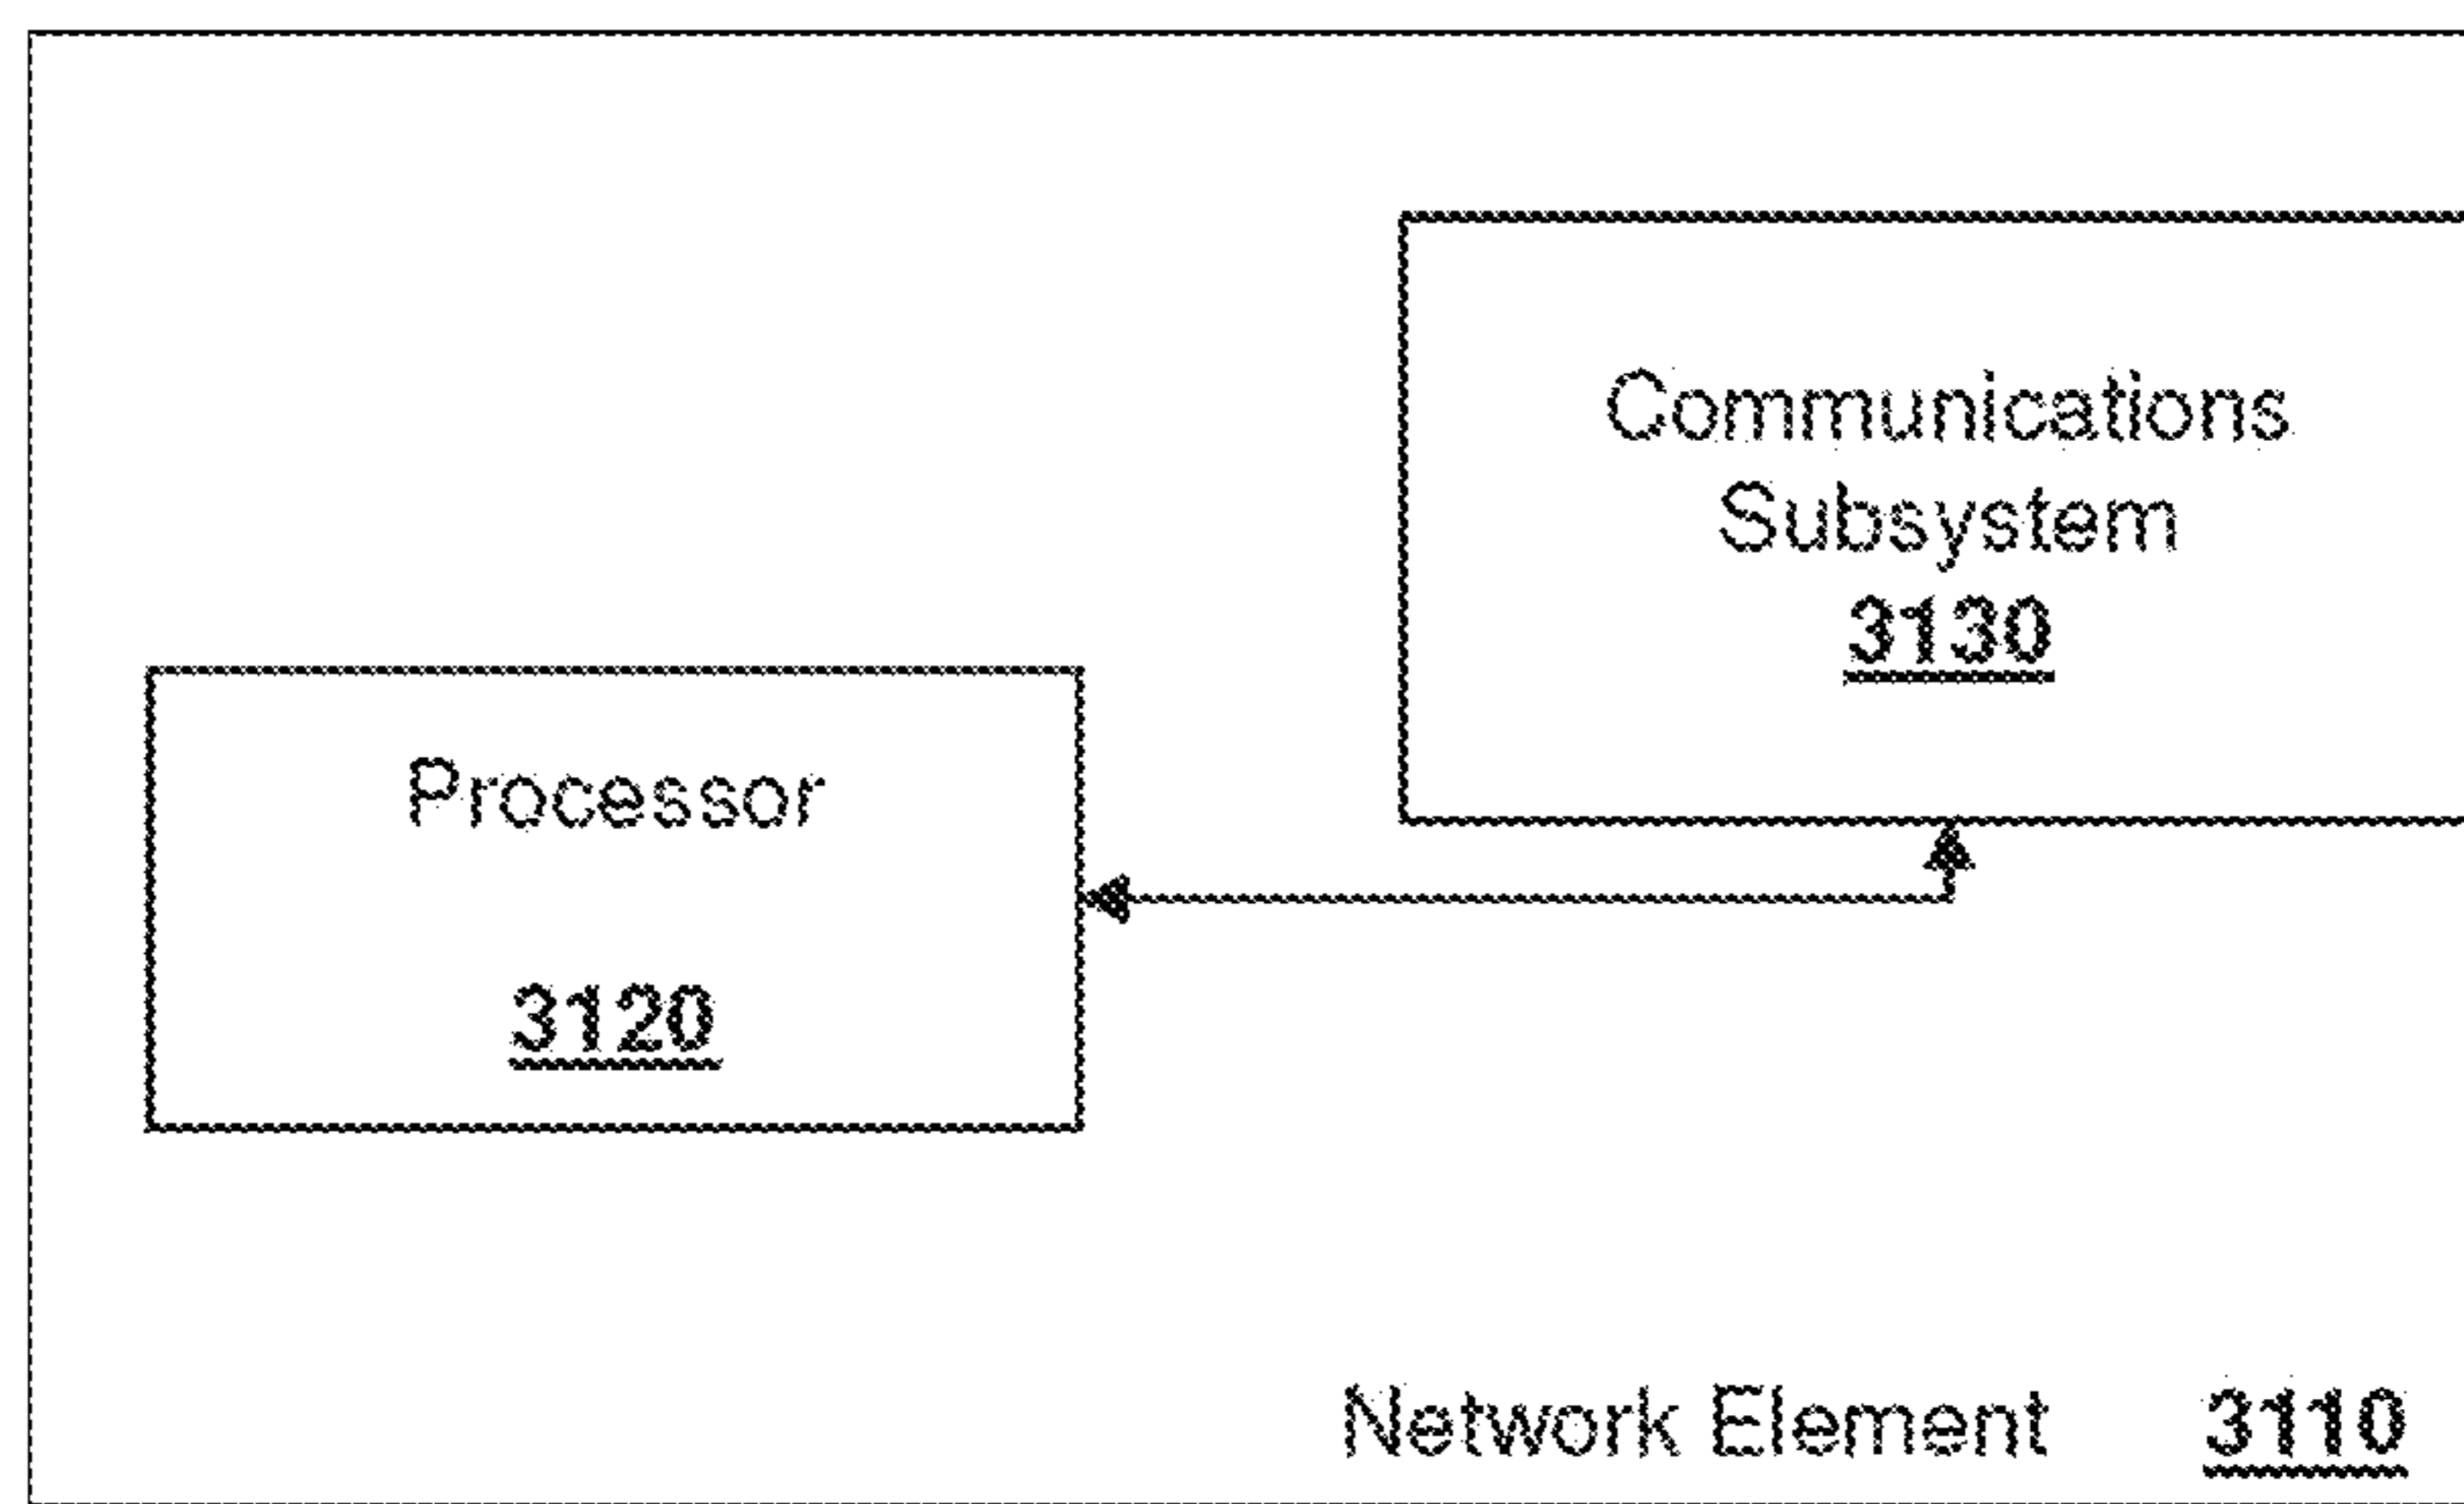 Communications
Subsystem
3130
Processor
3120
Network Element 3110